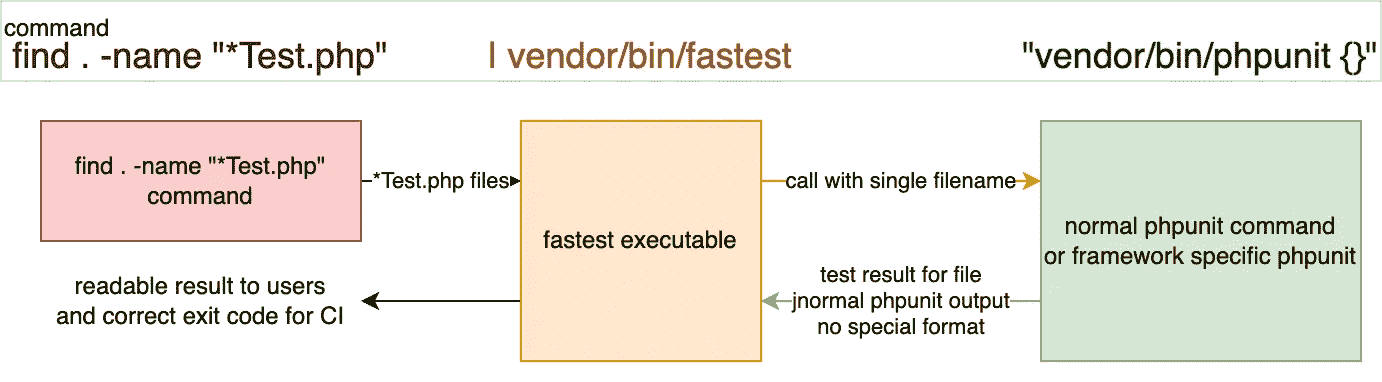 command
find . -name "*Test.php" | vendor/bin/fastest "vendor/bin/phpunit {}"
find . -name "*Test.php"
command
*Test.php files
fastest executable
call with single filename
normal phpunit command
or framework specific phpunit
readable result to users
and correct exit code for CI
test result for file
jnormal phpunit output
no special format